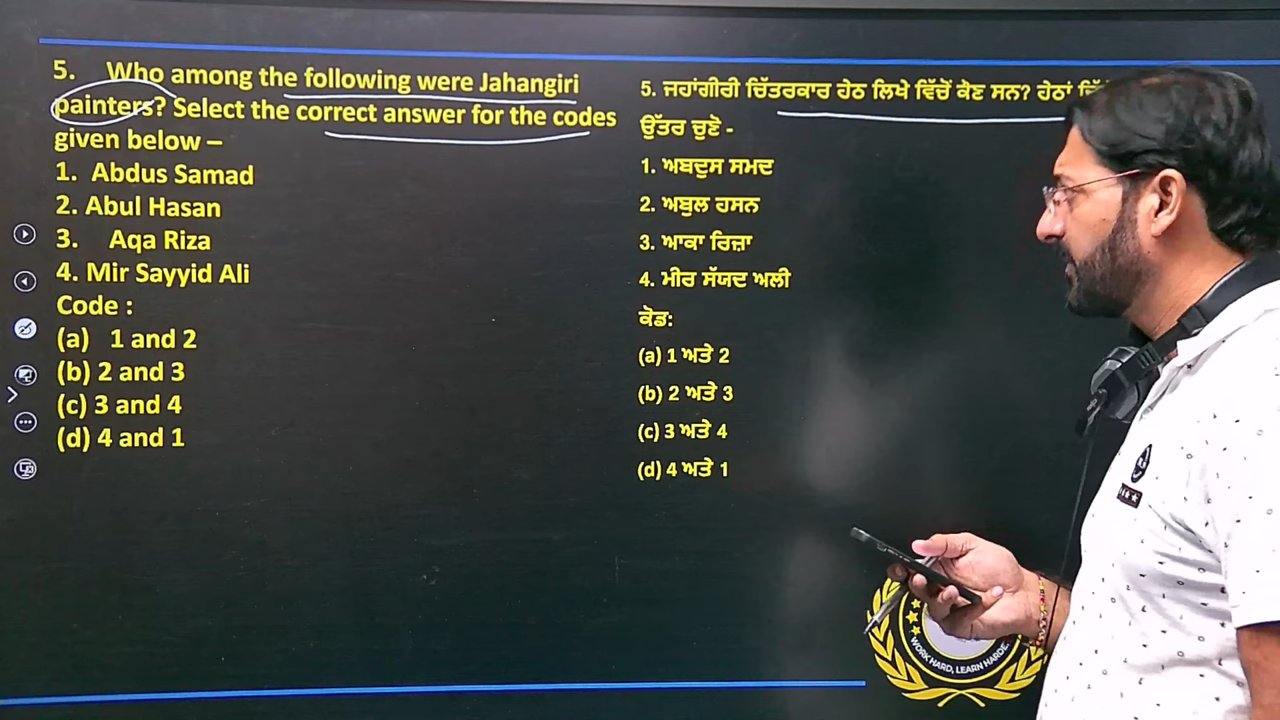 5. Who among the following were Jahangiri
painters? Select the correct answer for the codes
given below –
1. Abdus Samad
2. Abul Hasan
3. Aqa Riza
4. Mir Sayyid Ali
Code :
(a) 1 and 2
(b) 2 and 3
(c) 3 and 4
(d) 4 and 1
5. ਜਹਾਂਗੀਰੀ ਚਿੱਤਰਕਾਰ ਹੇਠ ਲਿਖੇ ਵਿੱਚੋਂ ਕੌਣ ਸਨ? ਹੇਠਾਂ
ਉੱਤਰ ਚੁਣੋ -
1. ਅਬਦੁਸ ਸਮਦ
2. ਅਬੁਲ ਹਸਨ
3. ਆਕਾ ਰਿਜ਼ਾ
4. ਮੀਰ ਸੱਯਦ ਅਲੀ
ਕੋਡ:
(a) 1 ਅਤੇ 2
(b) 2 ਅਤੇ 3
(c) 3 ਅਤੇ 4
(d) 4 ਅਤੇ 1
WORK HARD, LEARN HARDE